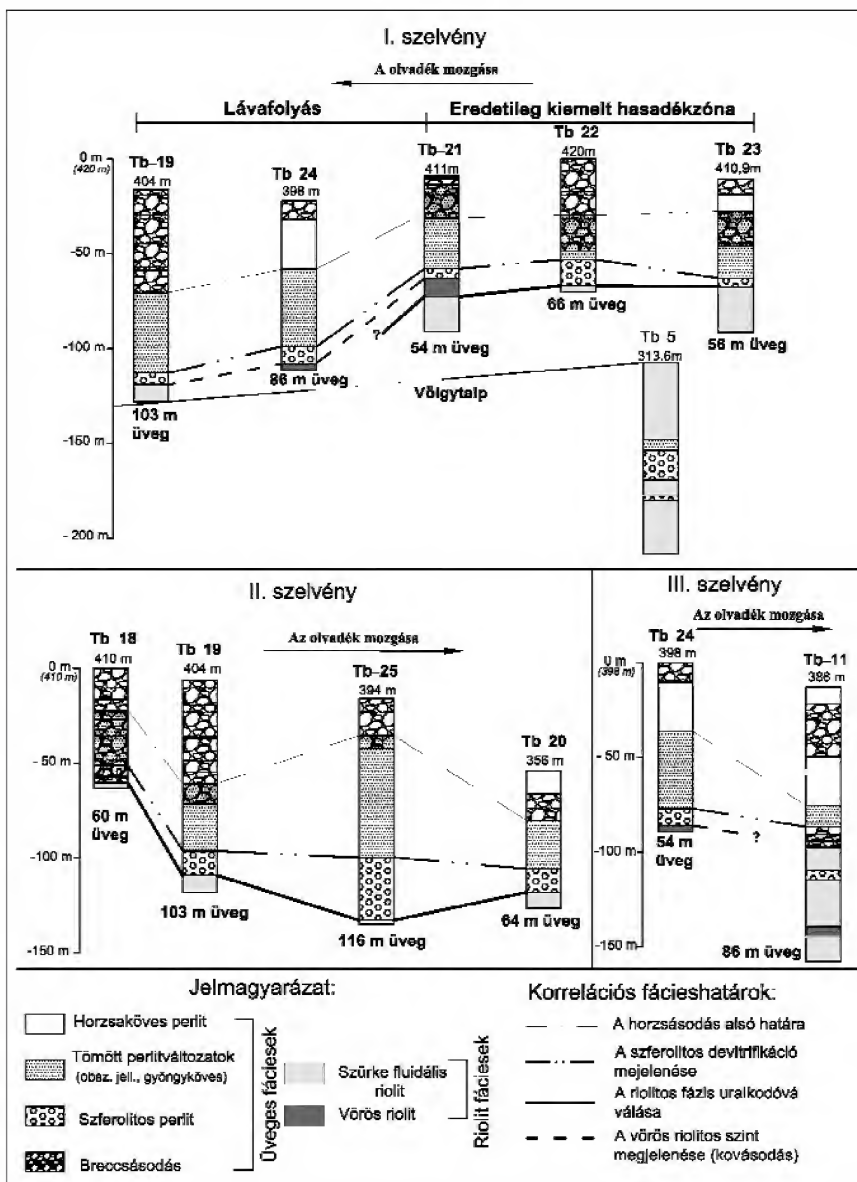 I. szelvény
A olvadék mozgása
Lávafolyás
Eredetileg kiemelt hasadékzóna
0 m
(420 m)
-50 m
-100 m
-150 m
- 200 m
Tb–19
404 m
103 m
üveg
Tb 24
398 m
86 m üveg
Tb–21
411m
54 m üveg
Tb 22
420m
66 m üveg
Tb 23
410,9m
56 m üveg
?
Völgytalp
Tb 5
313.6m
II. szelvény
Az olvadék mozgása
0 m
(410 m)
- 50 m
-100 m
-150 m
Tb 18
410 m
60 m
üveg
Tb 19
404 m
103 m üveg
Tb–25
394 m
116 m üveg
Tb 20
356 m
64 m üveg
III. szelvény
Az olvadék mozgása
0 m
(398 m)
- 50 m
-100 m
-150 m
Tb 24
398 m
54 m
üveg
?
Tb–11
386 m
86 m üveg
Jelmagyarázat:
Horzsaköves perlit
Tömött perlitváltozatok
(obsz. jell., gyöngyköves)
Szferolitos perlit
Breccsásodás
Üveges fáciesek
Szürke fluidális
riolit
Vörös riolit
Riolit fáciesek
Korrelációs fácieshatárok:
A horzsásodás alsó határa
A szferolitos devitrifikáció
mejelenése
A riolitos fázis uralkodóvá
válása
A vörös riolitos szint
megjelenése (kovásodás)